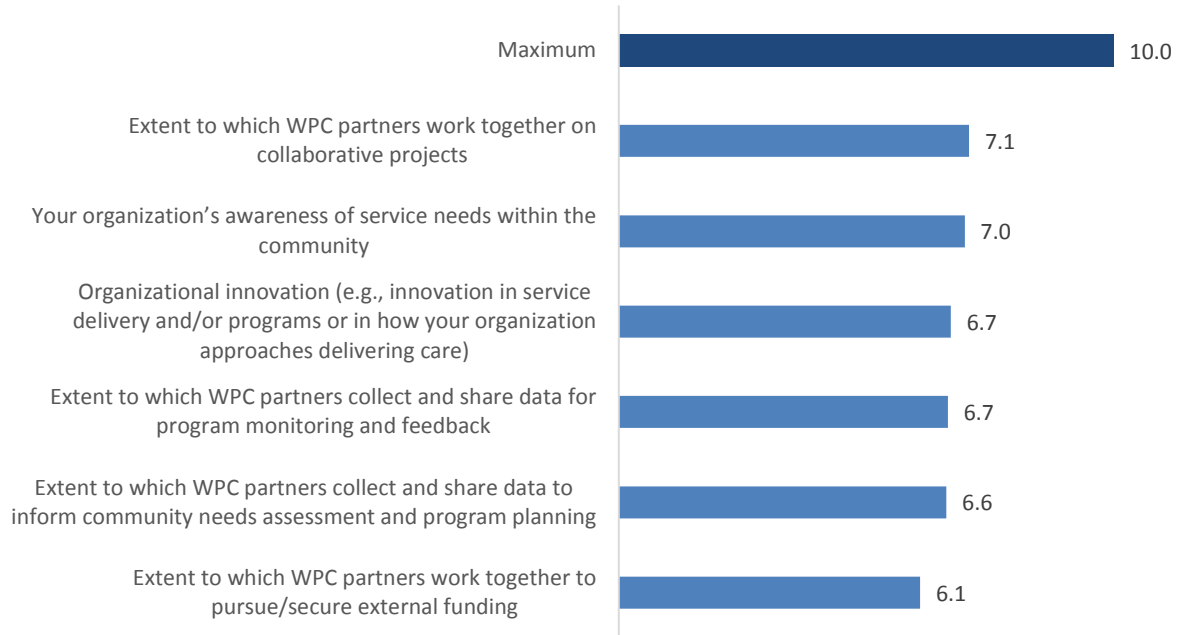 Maximum
10.0
Extent to which WPC partners work together on
collaborative projects
7.1
Your organization’s awareness of service needs within the
community
7.0
Organizational innovation (e.g., innovation in service
delivery and/or programs or in how your organization
approaches delivering care)
6.7
Extent to which WPC partners collect and share data for
program monitoring and feedback
6.7
Extent to which WPC partners collect and share data to
inform community needs assessment and program planning
6.6
Extent to which WPC partners work together to
pursue/secure external funding
6.1